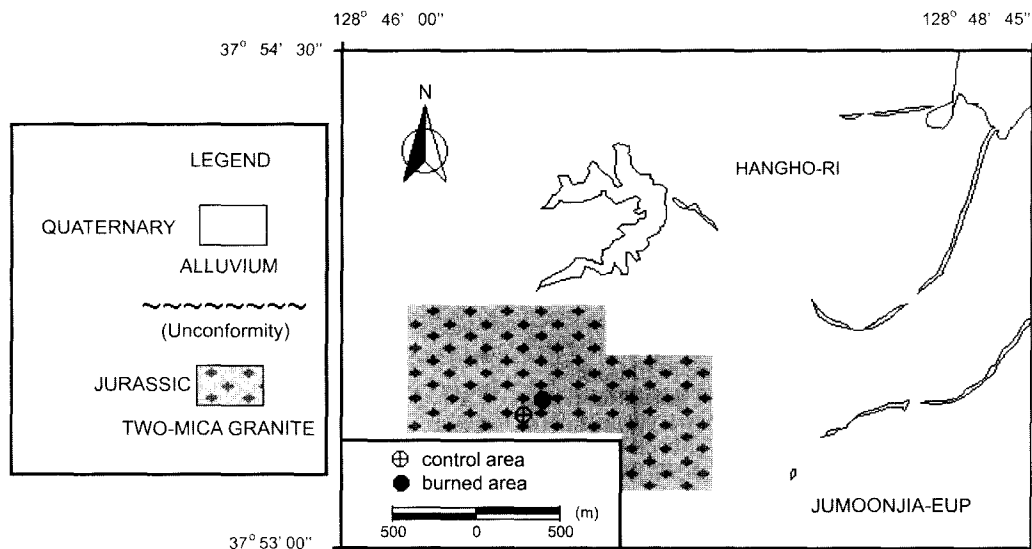 128° 46' 00"
128° 48' 45"
37° 54' 30"
N
LEGEND
QUATERNARY
ALLUVIUM
(Unconformity)
JURASSIC
TWO-MICA GRANITE
HANGHO-RI
control area
burned area
500 0 500 (m)
JUMOONJIA-EUP
37° 53' 00"